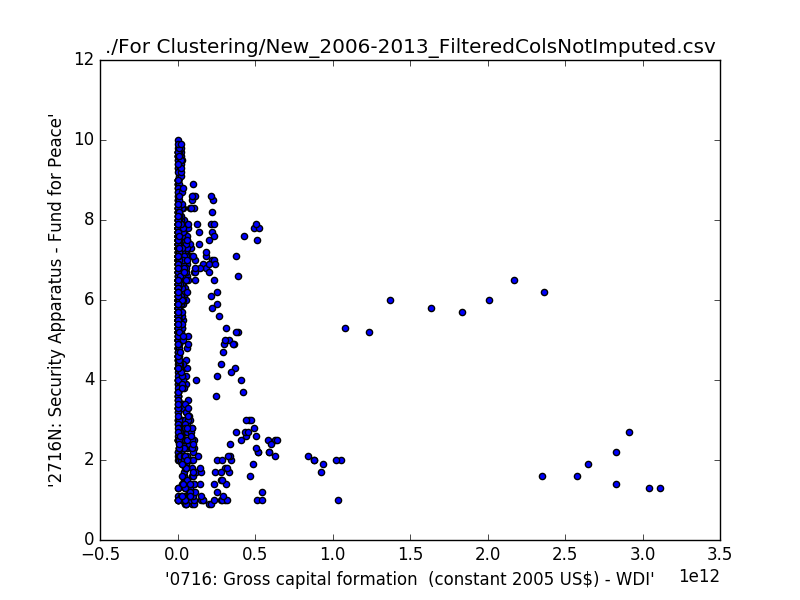 ./For Clustering/New_2006-2013_FilteredColsNotImputed.csv
12
10
8
6
4
2
0
'2716N: Security Apparatus - Fund for Peace'
−0.5 0.0 0.5 1.0 1.5 2.0 2.5 3.0 3.5
1e12
'0716: Gross capital formation  (constant 2005 US$) - WDI'